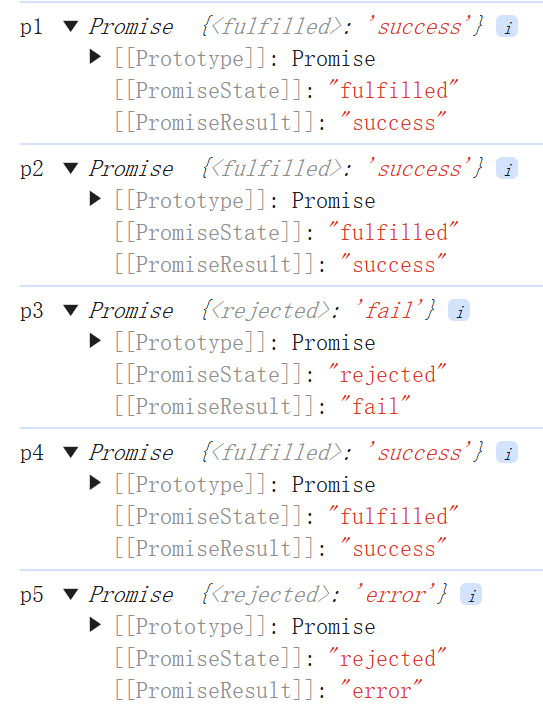 p1 ▼ Promise {<fulfilled>: 'success'} i
▶ [[Prototype]]: Promise
[[PromiseState]]: "fulfilled"
[[PromiseResult]]: "success"
p2 ▼ Promise {<fulfilled>: 'success'} i
▶ [[Prototype]]: Promise
[[PromiseState]]: "fulfilled"
[[PromiseResult]]: "success"
p3 ▼ Promise {<rejected>: 'fail'} i
▶ [[Prototype]]: Promise
[[PromiseState]]: "rejected"
[[PromiseResult]]: "fail"
p4 ▼ Promise {<fulfilled>: 'success'} i
▶ [[Prototype]]: Promise
[[PromiseState]]: "fulfilled"
[[PromiseResult]]: "success"
p5 ▼ Promise {<rejected>: 'error'} i
▶ [[Prototype]]: Promise
[[PromiseState]]: "rejected"
[[PromiseResult]]: "error"